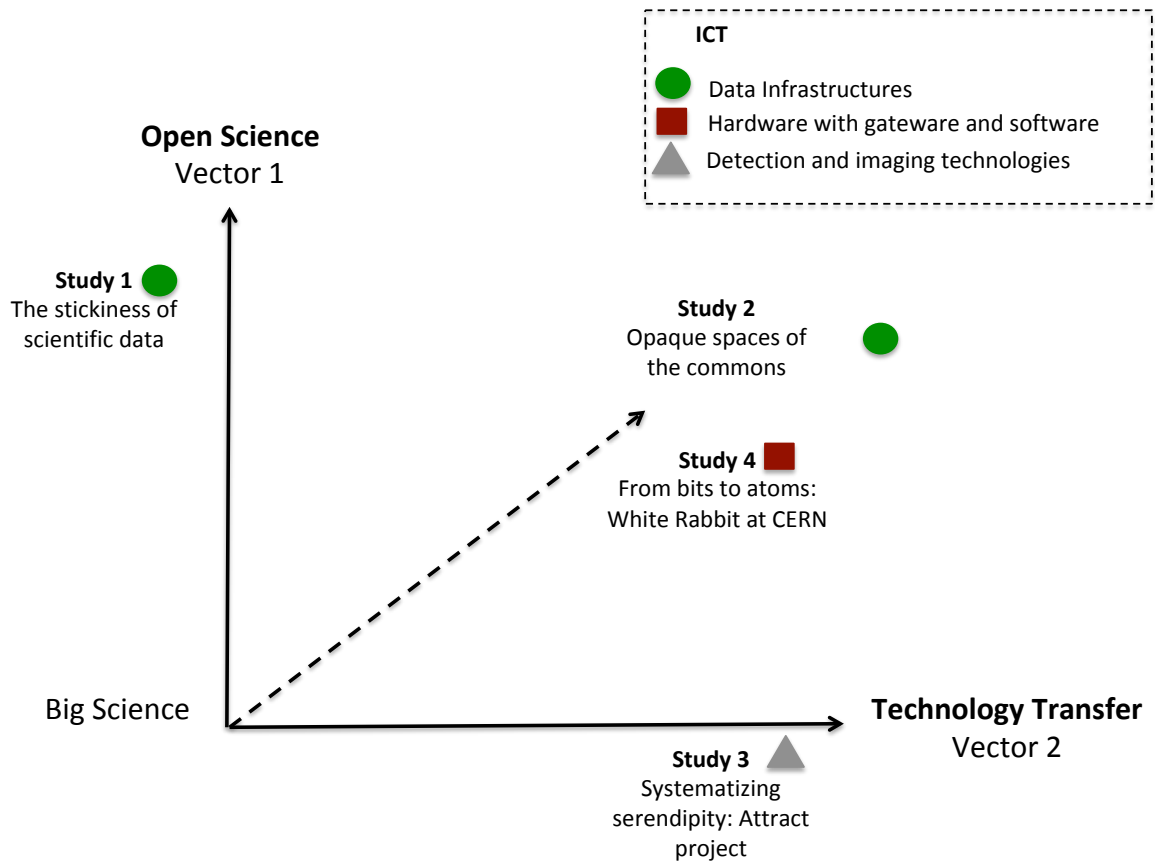 ICT
Data Infrastructures
Hardware with gateware and software
Detection and imaging technologies
Open Science
Vector 1
Study 1
The stickiness of
scientific data
Study 2
Opaque spaces of
the commons
Study 4
From bits to atoms:
White Rabbit at CERN
Big Science
Technology Transfer
Vector 2
Study 3
Systematizing
serendipity: Attract
project